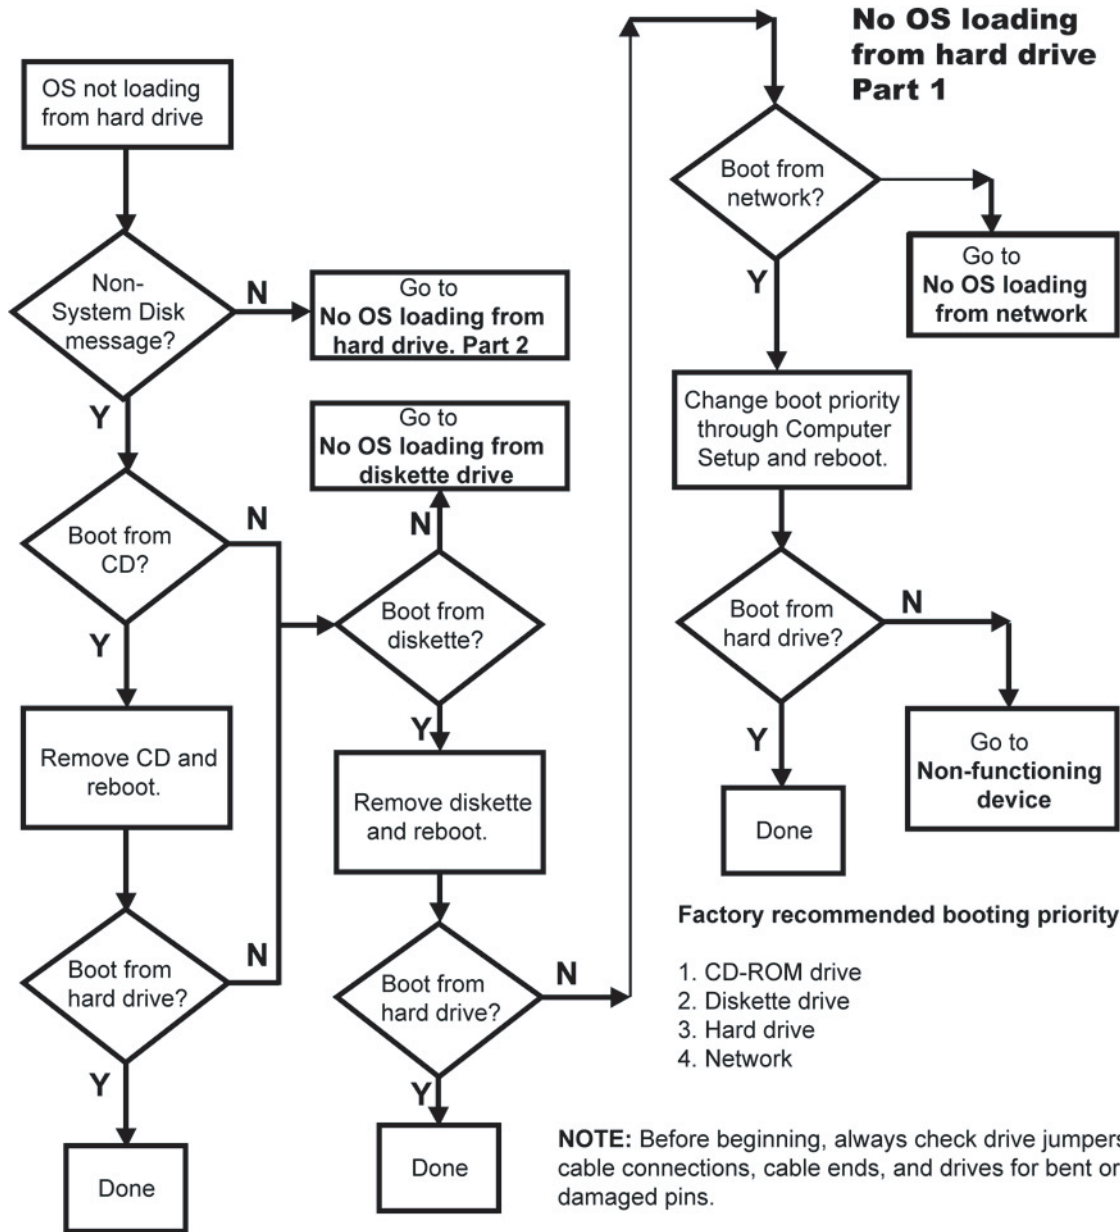 No OS loading
from hard drive
Part 1
OS not loading
from hard drive
Non-
System Disk
message?
N
Go to
No OS loading from
hard drive. Part 2
Y
Boot from
CD?
N
Y
Remove CD and
reboot.
Boot from
hard drive?
N
Y
Done
Go to
No OS loading from
diskette drive
N
Boot from
diskette?
Y
Remove diskette
and reboot.
Boot from
hard drive?
N
Y
Done
Boot from
network?
Go to
No OS loading
from network
Y
Change boot priority
through Computer
Setup and reboot.
Boot from
hard drive?
N
Go to
Non-functioning
device
Y
Done
Factory recommended booting priority
1. CD-ROM drive
2. Diskette drive
3. Hard drive
4. Network
NOTE: Before beginning, always check drive jumpers
cable connections, cable ends, and drives for bent or
damaged pins.